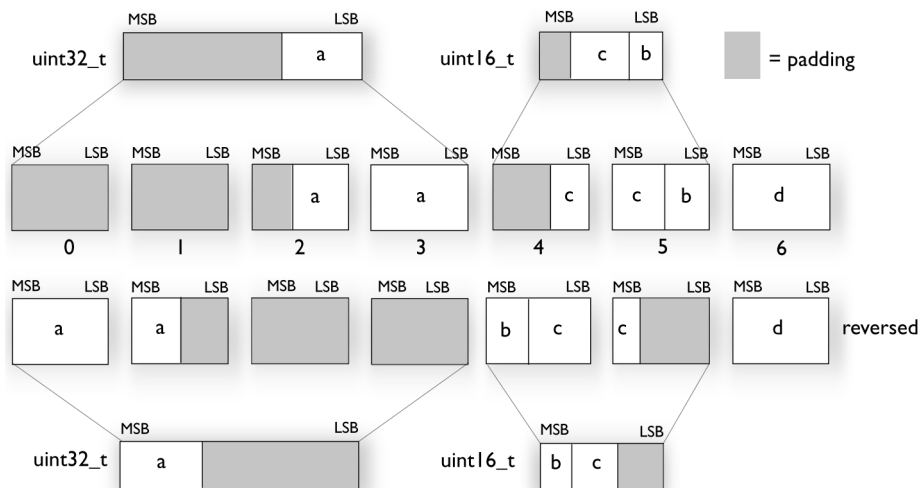 MSB LSB MSB LSB
uint32_t a uint16_t c b = padding
MSB LSB MSB LSB MSB LSB MSB LSB MSB LSB MSB LSB MSB LSB
a a c c b d
0 1 2 3 4 5 6
MSB LSB MSB LSB MSB LSB MSB LSB MSB LSB MSB LSB MSB LSB
a a b c c d reversed
MSB LSB MSB LSB
uint32_t a uint16_t b c